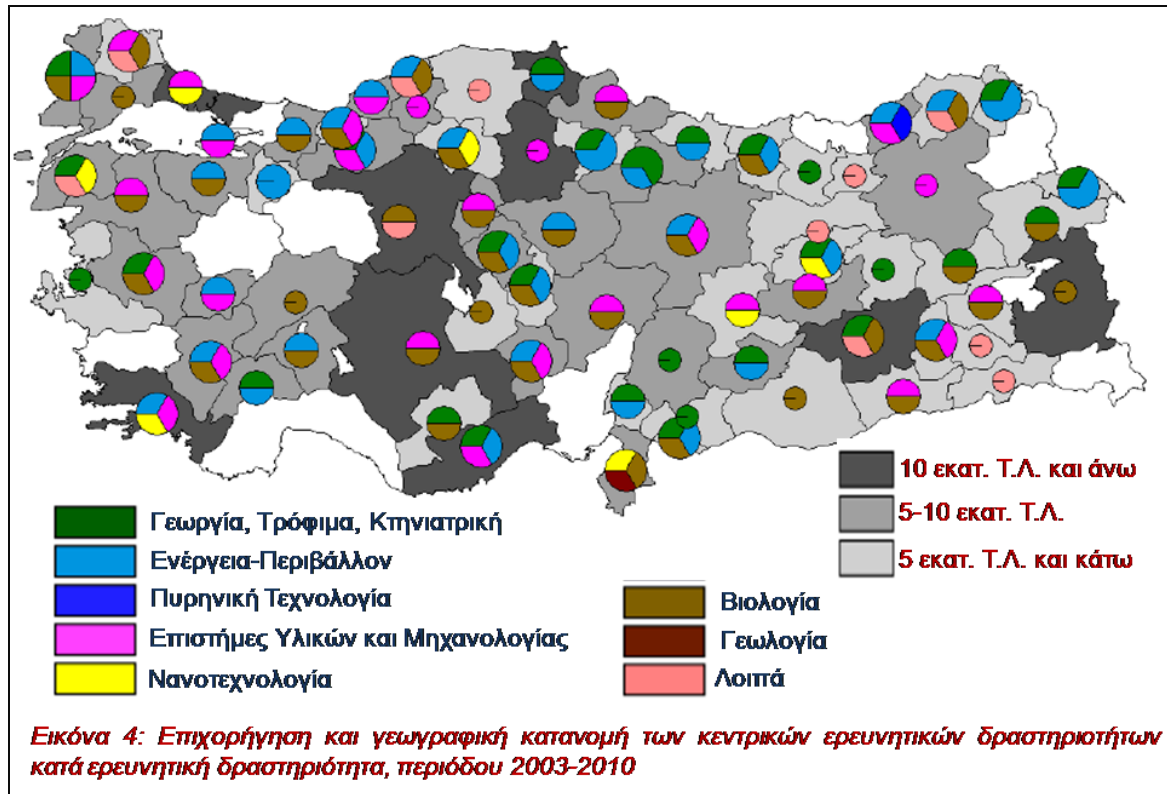 10 εκατ. Τ.Λ. και άνω
5-10 εκατ. Τ.Λ.
5 εκατ. Τ.Λ. και κάτω
Γεωργία, Τρόφιμα, Κτηνιατρική
Ενέργεια-Περιβάλλον
Πυρηνική Τεχνολογία
Επιστήμες Υλικών και Μηχανολογίας
Νανοτεχνολογία
Βιολογία
Γεωλογία
Λοιπά
Εικόνα 4: Επιχορήγηση και γεωγραφική κατανομή των κεντρικών ερευνητικών δραστηριοτήτων
κατά ερευνητική δραστηριότητα, περιόδου 2003-2010